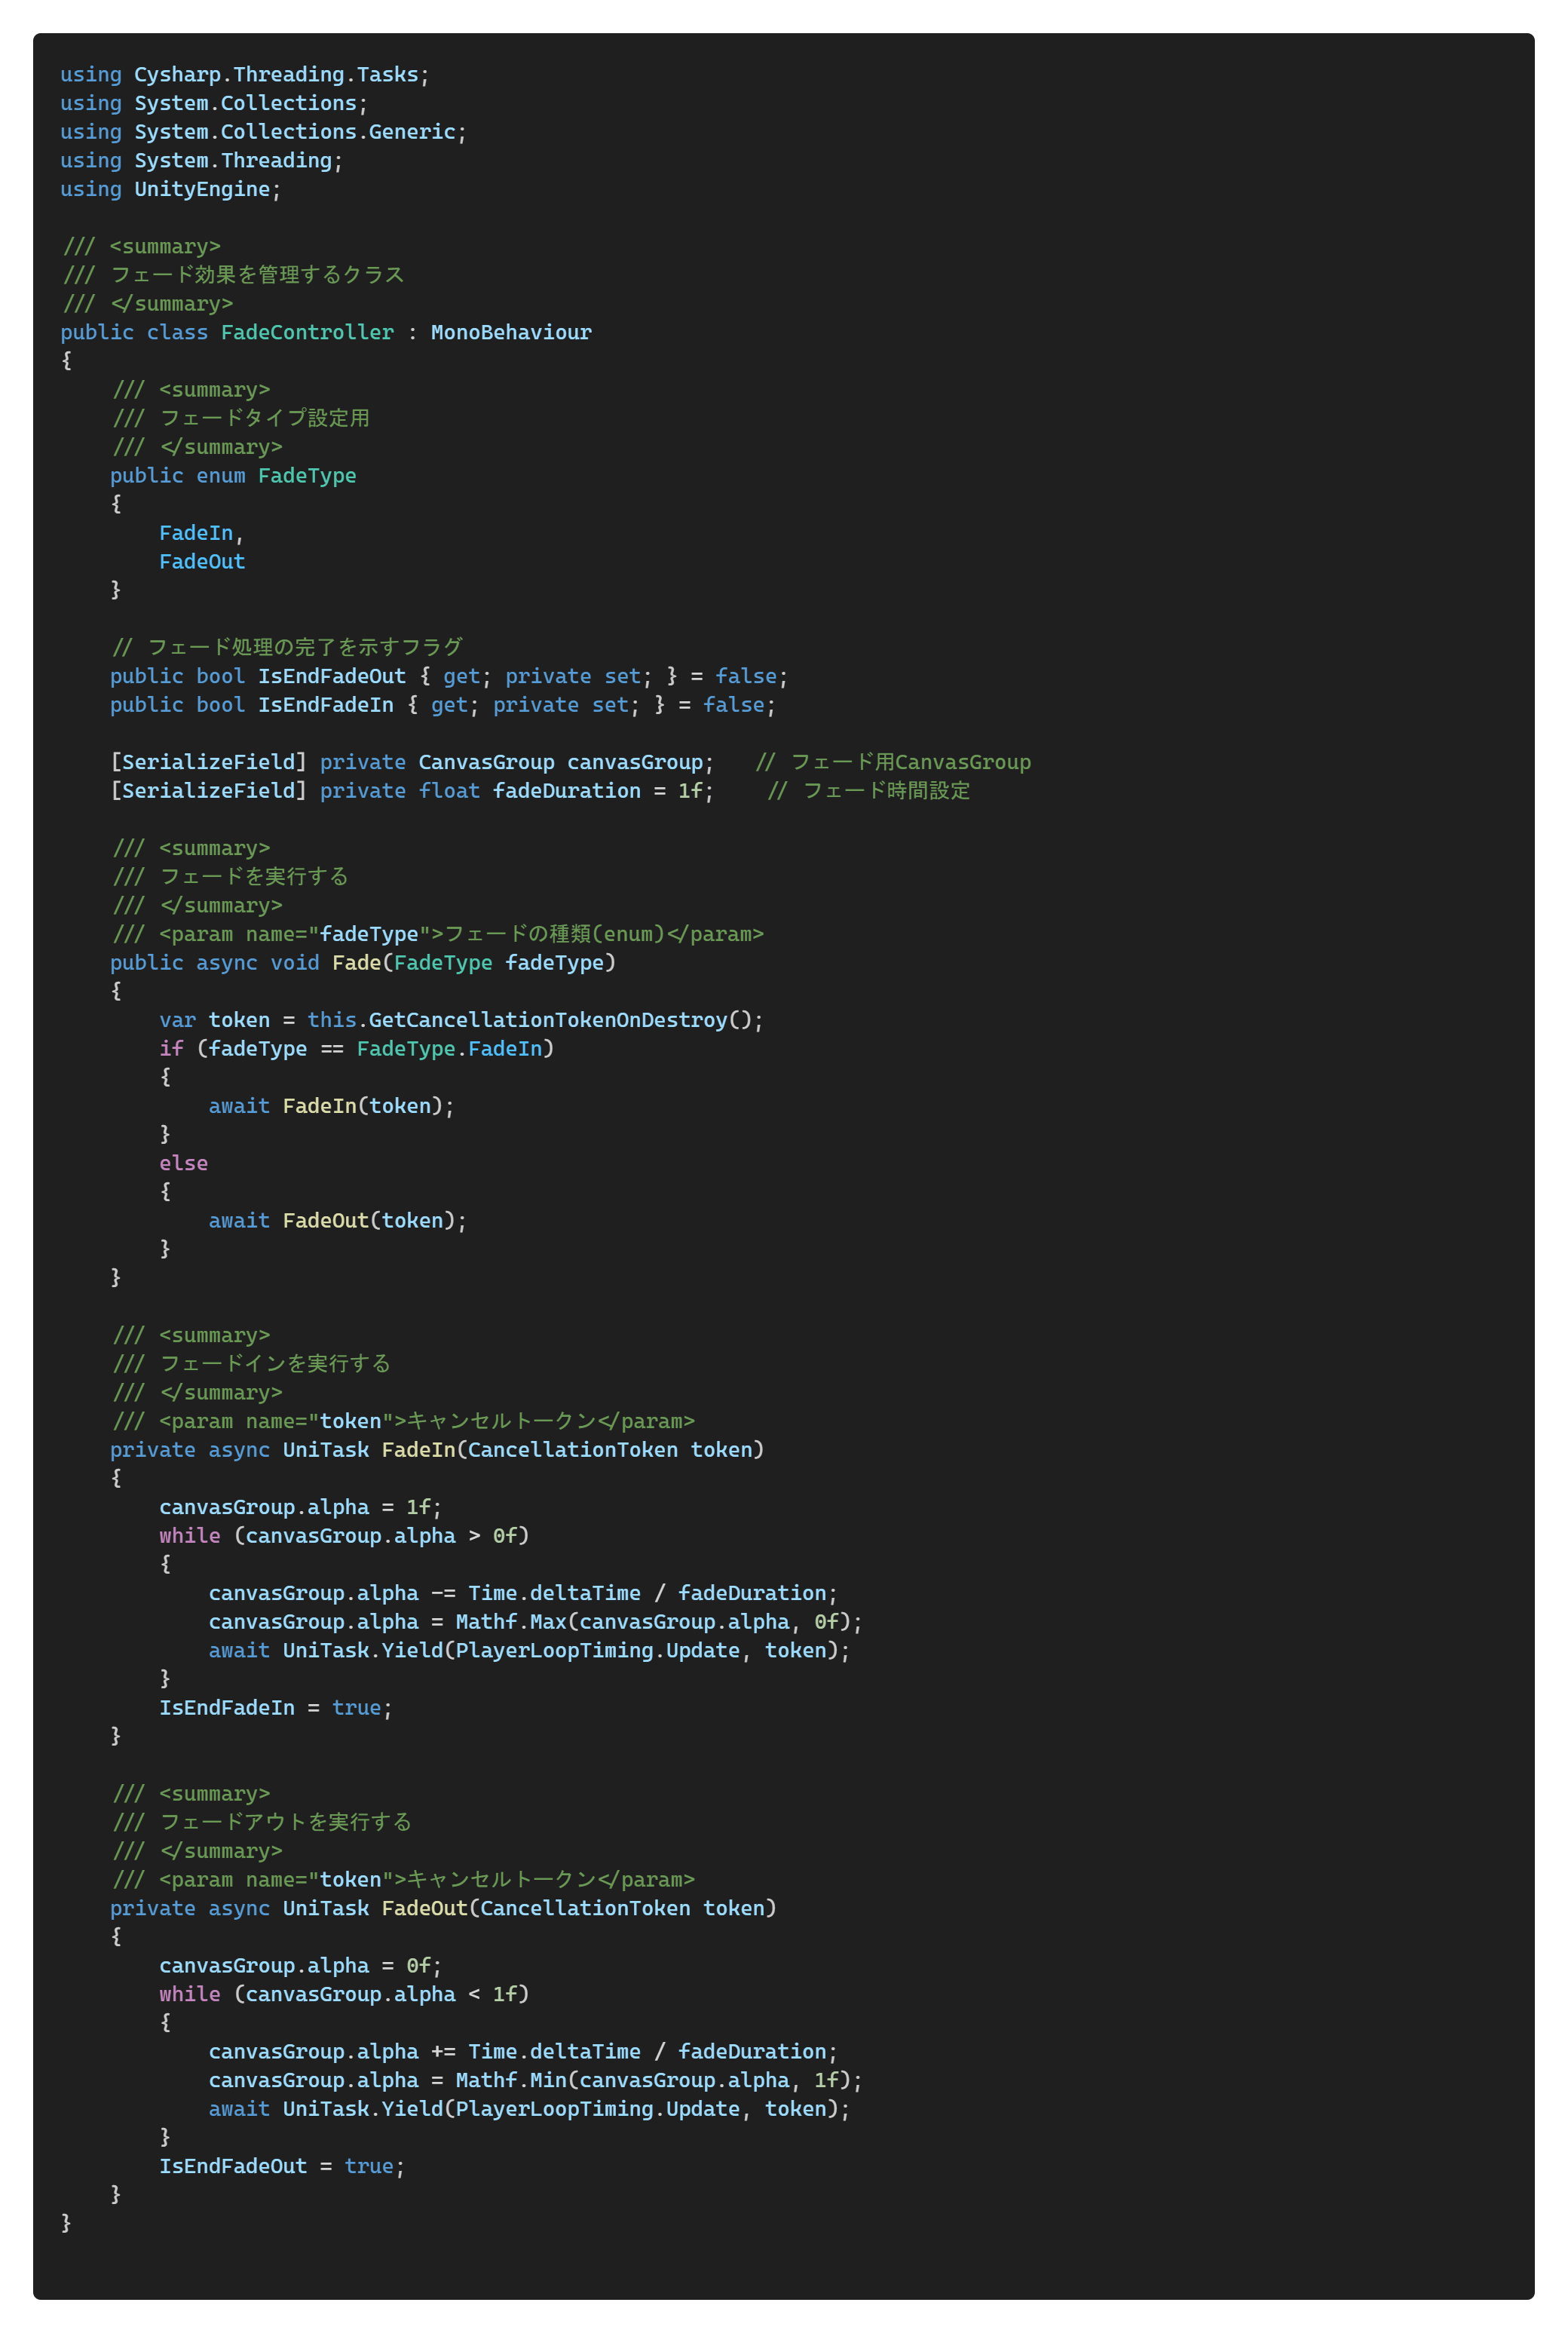 using Cysharp.Threading.Tasks;
using System.Collections;
using System.Collections.Generic;
using System.Threading;
using UnityEngine;

/// <summary>
/// フェード効果を管理するクラス
/// </summary>
public class FadeController : MonoBehaviour
{
    /// <summary>
    /// フェードタイプ設定用
    /// </summary>
    public enum FadeType
    {
        FadeIn,
        FadeOut
    }

    // フェード処理の完了を示すフラグ
    public bool IsEndFadeOut { get; private set; } = false;
    public bool IsEndFadeIn { get; private set; } = false;

    [SerializeField] private CanvasGroup canvasGroup;   // フェード用CanvasGroup
    [SerializeField] private float fadeDuration = 1f;    // フェード時間設定

    /// <summary>
    /// フェードを実行する
    /// </summary>
    /// <param name="fadeType">フェードの種類(enum)</param>
    public async void Fade(FadeType fadeType)
    {
        var token = this.GetCancellationTokenOnDestroy();
        if (fadeType == FadeType.FadeIn)
        {
            await FadeIn(token);
        }
        else
        {
            await FadeOut(token);
        }
    }

    /// <summary>
    /// フェードインを実行する
    /// </summary>
    /// <param name="token">キャンセルトークン</param>
    private async UniTask FadeIn(CancellationToken token)
    {
        canvasGroup.alpha = 1f;
        while (canvasGroup.alpha > 0f)
        {
            canvasGroup.alpha -= Time.deltaTime / fadeDuration;
            canvasGroup.alpha = Mathf.Max(canvasGroup.alpha, 0f);
            await UniTask.Yield(PlayerLoopTiming.Update, token);
        }
        IsEndFadeIn = true;
    }

    /// <summary>
    /// フェードアウトを実行する
    /// </summary>
    /// <param name="token">キャンセルトークン</param>
    private async UniTask FadeOut(CancellationToken token)
    {
        canvasGroup.alpha = 0f;
        while (canvasGroup.alpha < 1f)
        {
            canvasGroup.alpha += Time.deltaTime / fadeDuration;
            canvasGroup.alpha = Mathf.Min(canvasGroup.alpha, 1f);
            await UniTask.Yield(PlayerLoopTiming.Update, token);
        }
        IsEndFadeOut = true;
    }
}